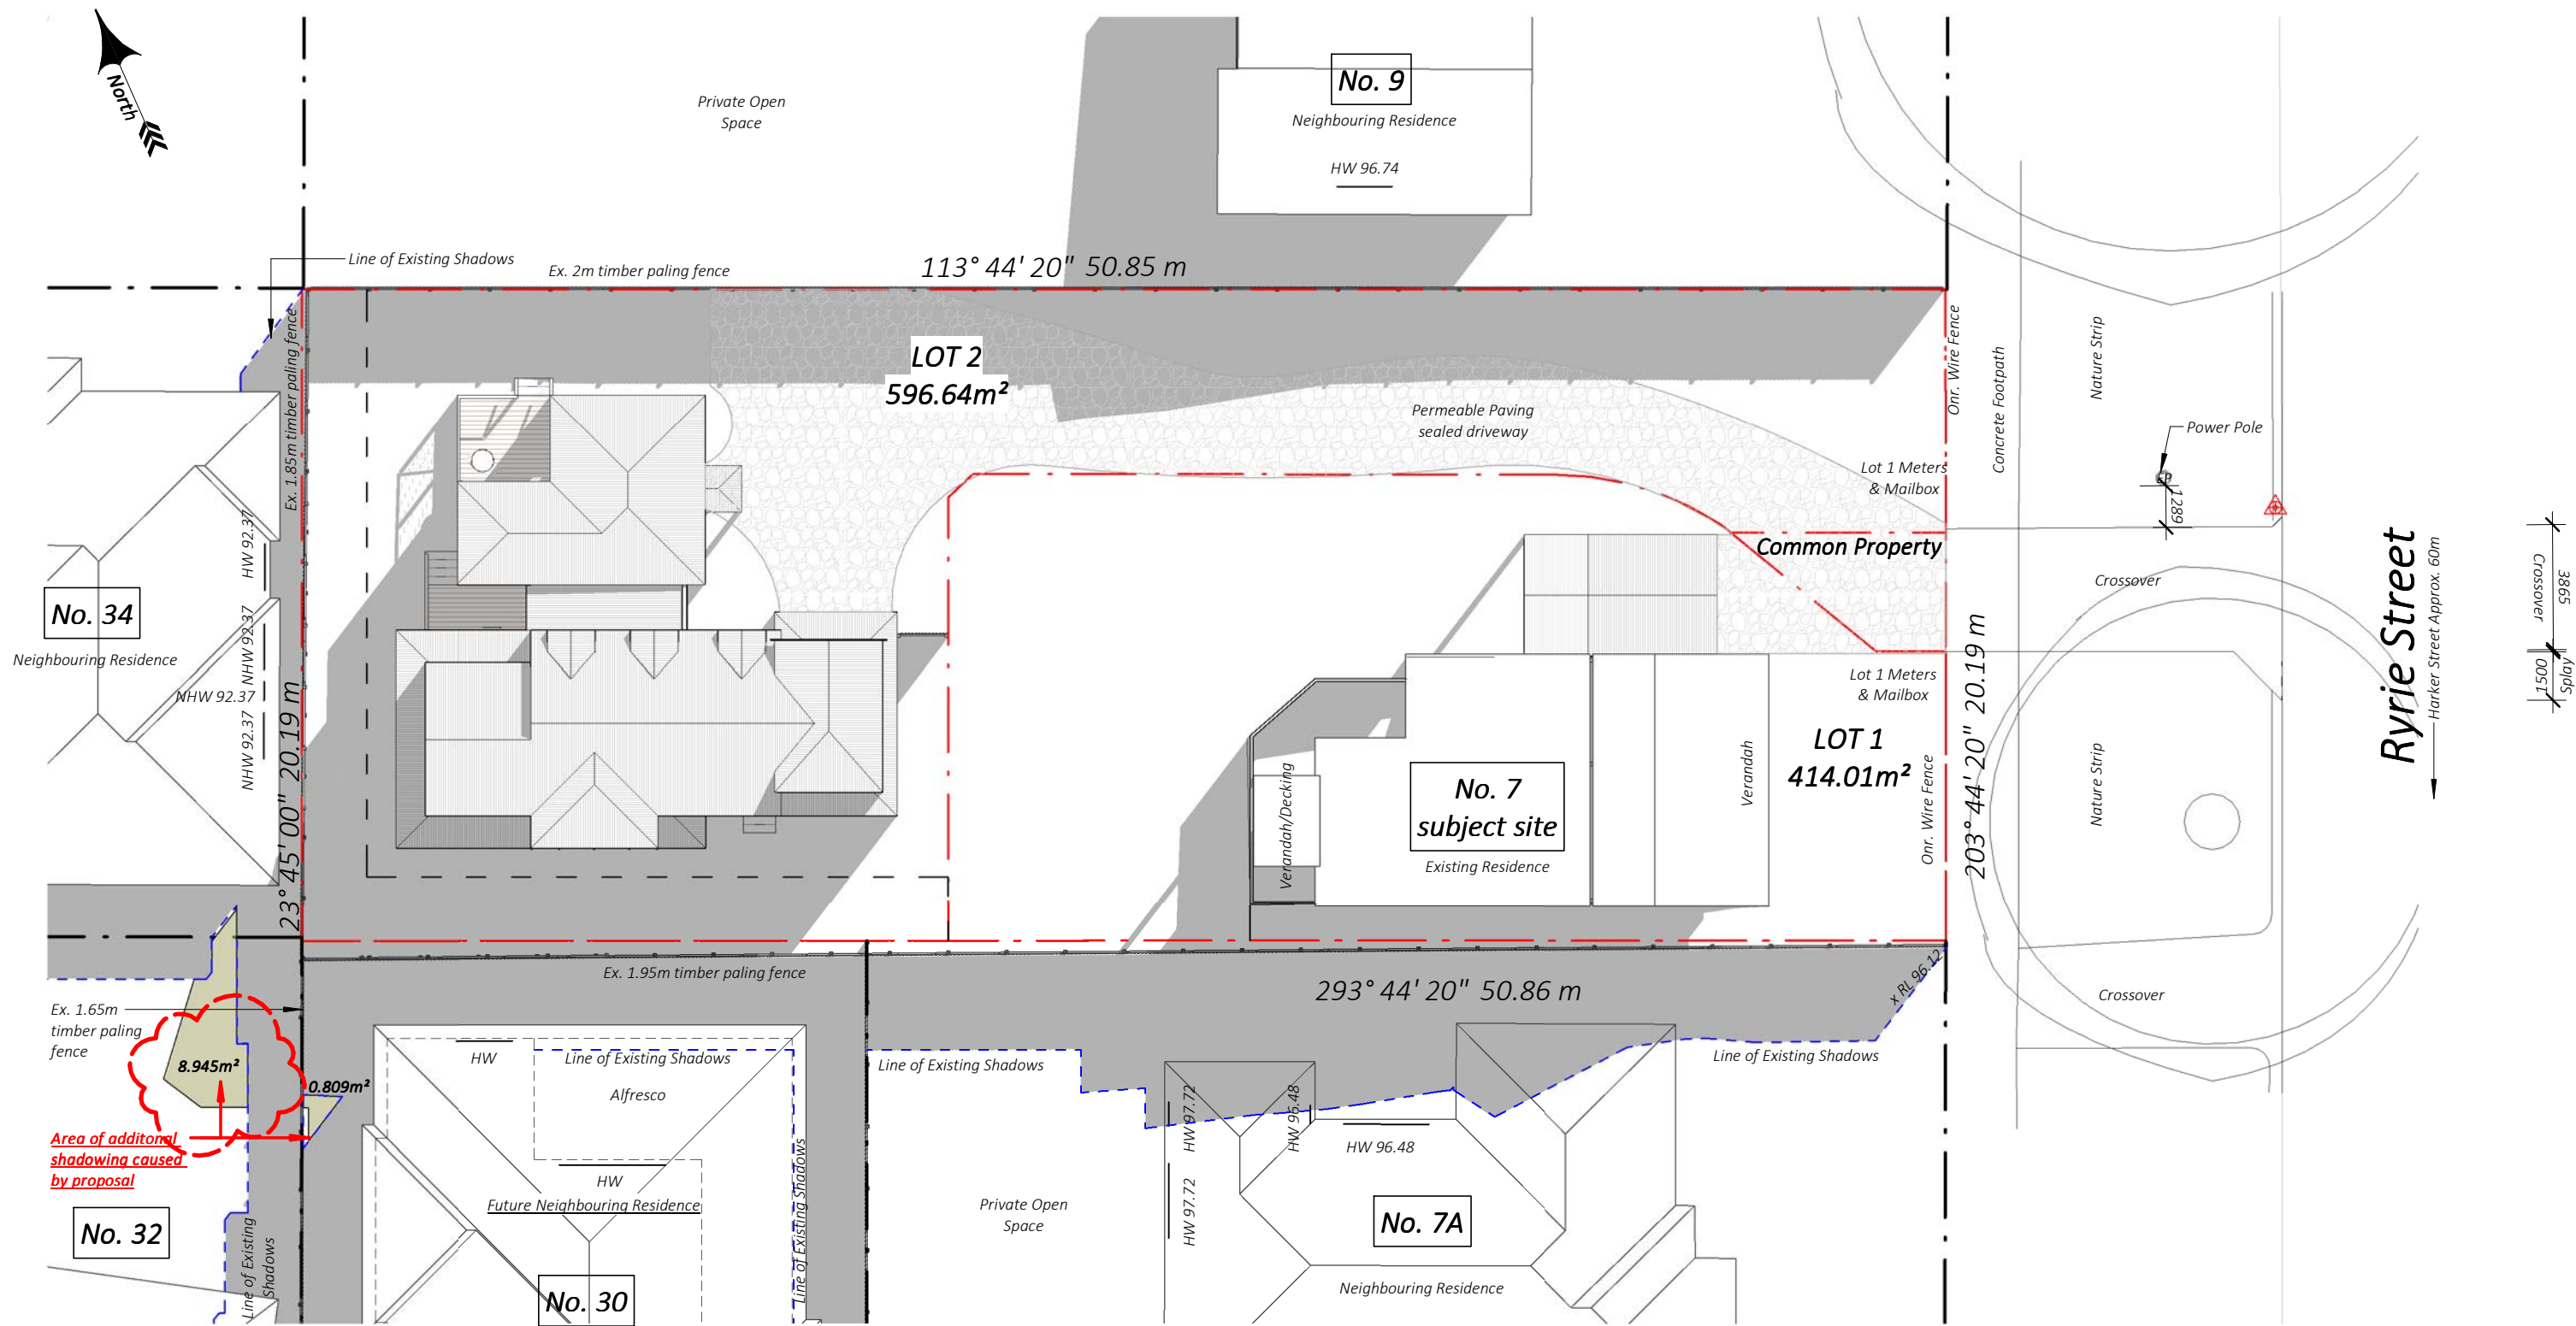 North
Private Open
Space
No. 9
Neighbouring Residence
HW 96.74
Line of Existing Shadows
Ex. 2m timber paling fence
113° 44' 20" 50.85 m
Ex. 1.85m timber paling fence
LOT 2
596.64m²
Permeable Paving
sealed driveway
Onr. Wire Fence
Concrete Footpath
Nature Strip
Power Pole
1289
Lot 1 Meters
& Mailbox
Common Property
Crossover
3865
Crossover
1500
Splay
Ryrie Street
Harker Street Approx. 60m
HW 92.37
No. 34
Neighbouring Residence
NHW 92.37
NHW 92.37
NHW 92.37
23° 45' 00" 20.19 m
Lot 1 Meters
& Mailbox
LOT 1
414.01m²
203° 44' 20" 20.19 m
Onr. Wire Fence
Nature Strip
Verandah
Verandah/Decking
No. 7
subject site
Existing Residence
Ex. 1.95m timber paling fence
293° 44' 20" 50.86 m
x RL 96.12
Crossover
Ex. 1.65m
timber paling
fence
8.945m²
0.809m²
Area of additonal
shadowing caused
by proposal
HW
Line of Existing Shadows
Alfresco
HW
Future Neighbouring Residence
Line of Existing Shadows
No. 32
Line of Existing
Shadows
No. 30
Line of Existing Shadows
Line of Existing Shadows
Private Open
Space
HW 97.72
HW 97.72
HW 96.48
HW 96.48
No. 7A
Neighbouring Residence